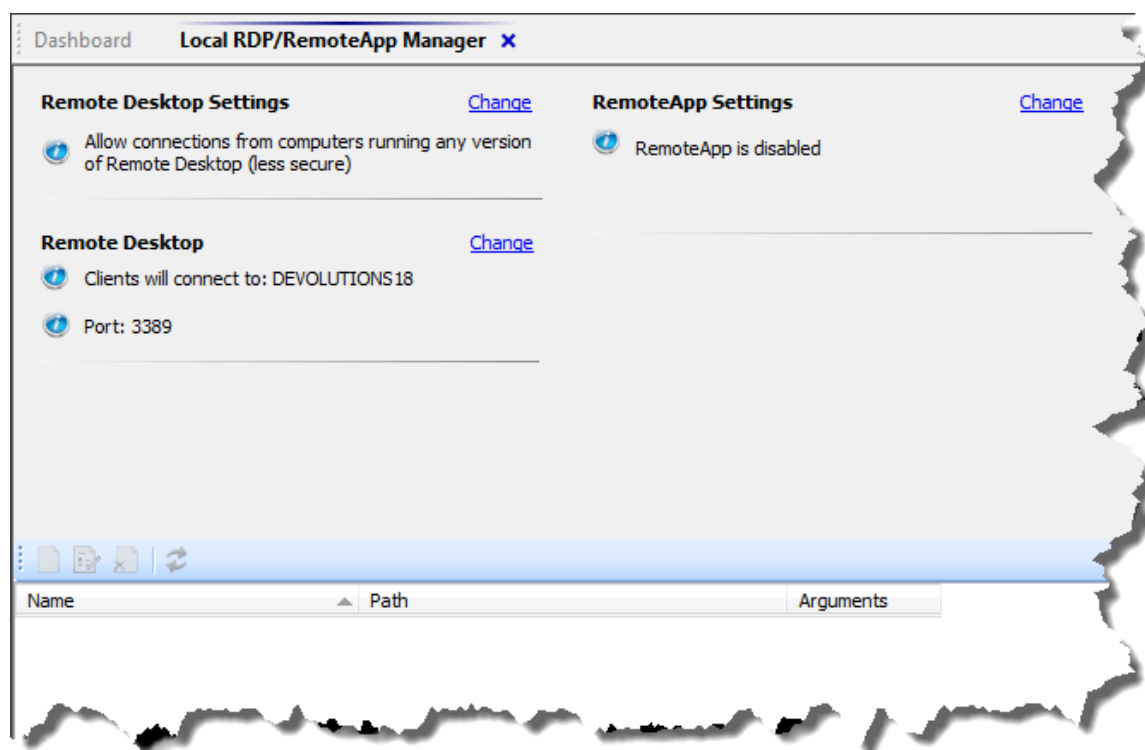 Dashboard Local RDP/RemoteApp Manager x
Remote Desktop Settings Change
Allow connections from computers running any version
of Remote Desktop (less secure)
RemoteApp Settings Change
RemoteApp is disabled
Remote Desktop Change
Clients will connect to: DEVOLUTIONS18
Port: 3389
Name Path Arguments